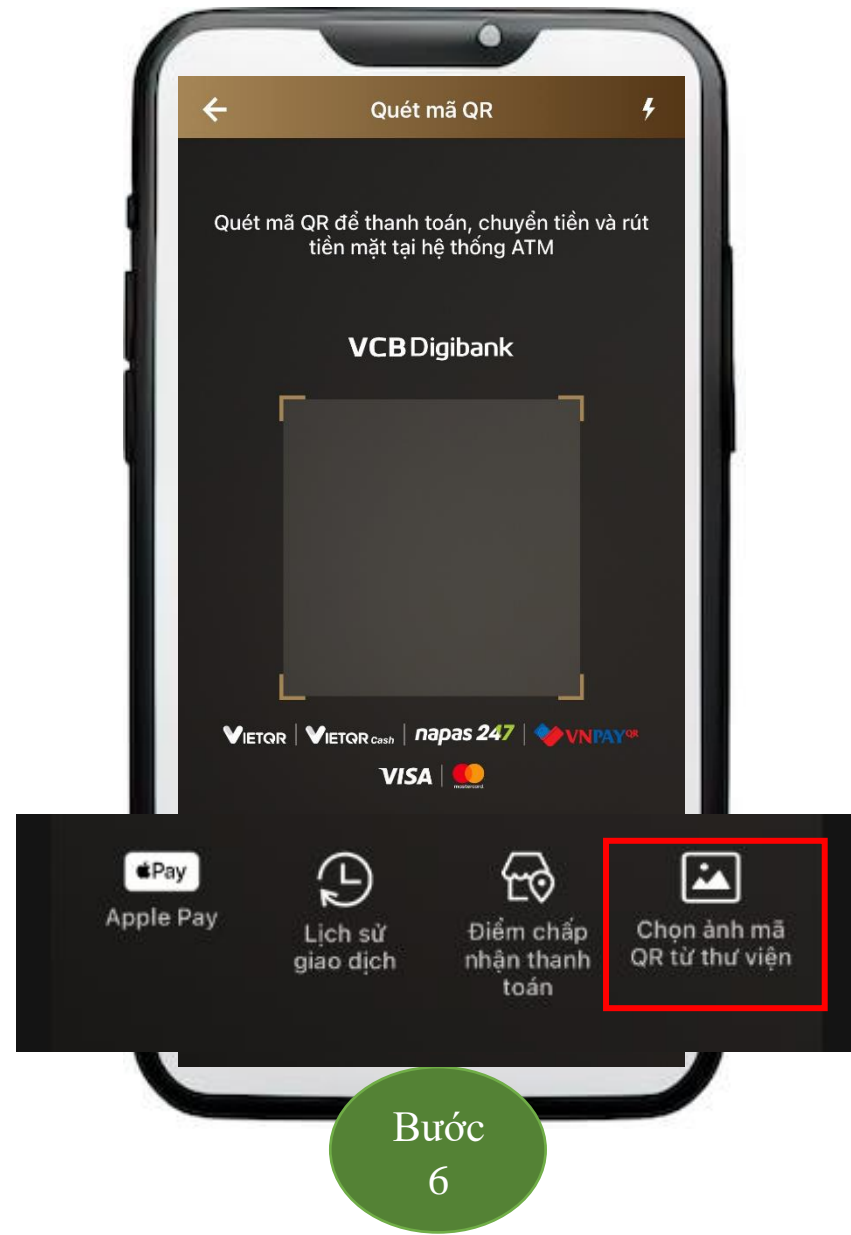 Quét mã QR
Quét mã QR để thanh toán, chuyển tiền và rút
tiền mặt tại hệ thống ATM
VCB Digibank
VIETQR | VIETQR Cash | napas 247 | VNPAY QR
VISA | mastercard
Pay
Apple Pay
Lịch sử
giao dịch
Điểm chấp
nhận thanh
toán
Chọn ảnh mã
QR từ thư viện
Bước
6